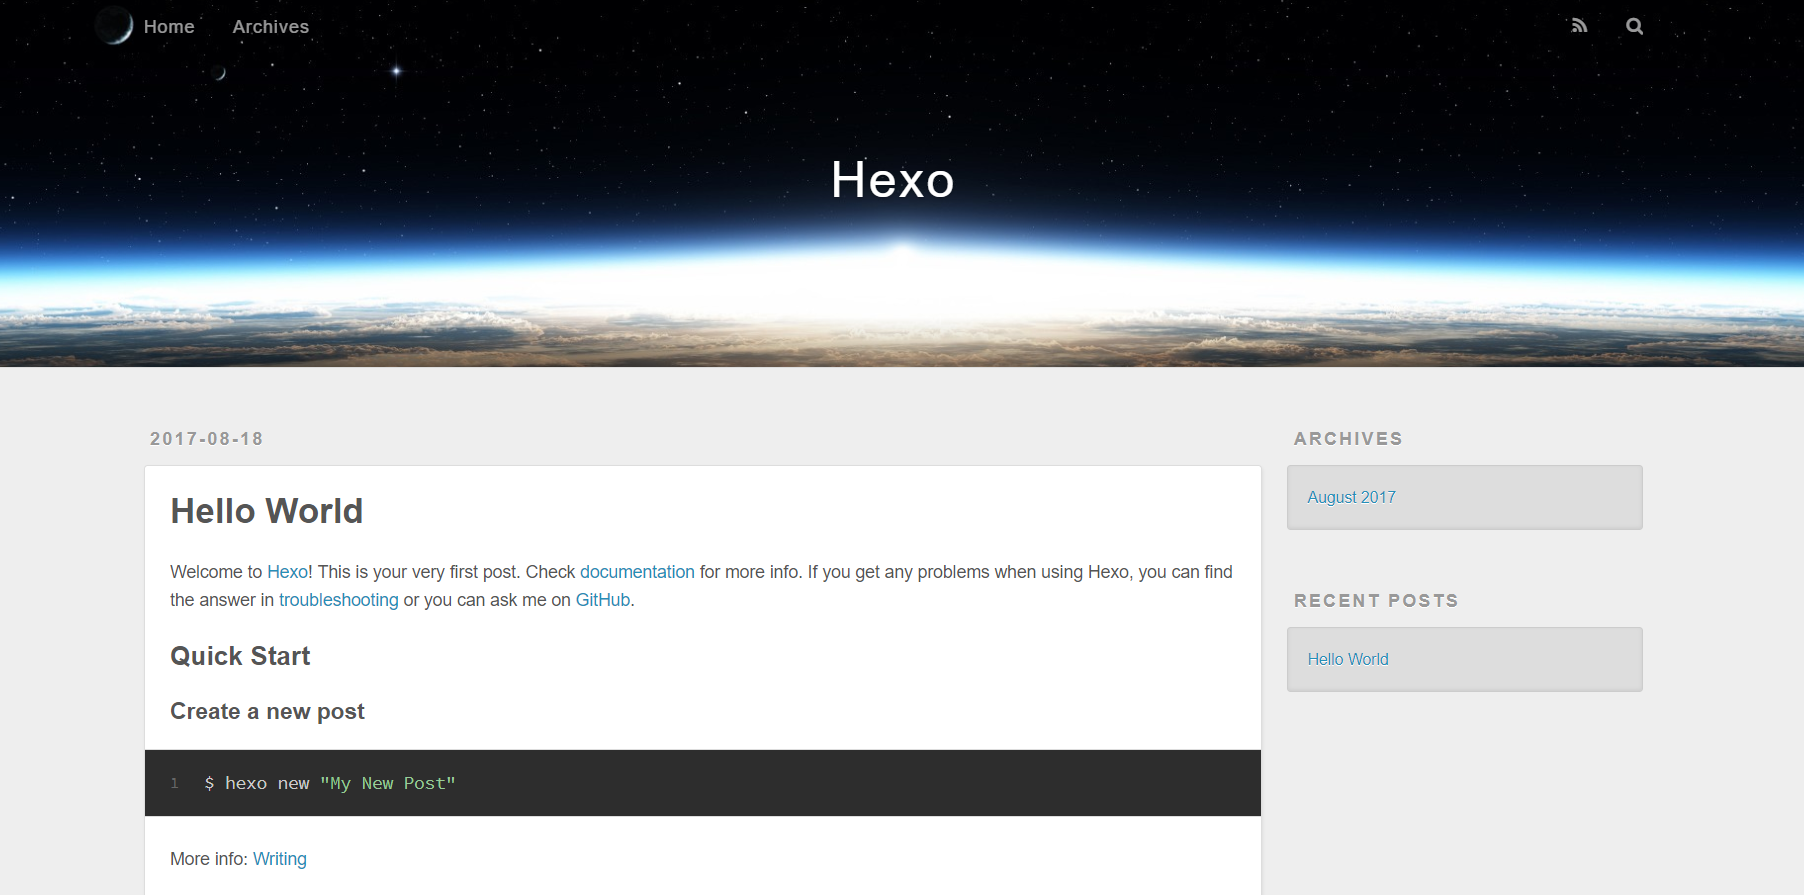 Home Archives
Hexo
2017-08-18
Hello World
Welcome to Hexo! This is your very first post. Check documentation for more info. If you get any problems when using Hexo, you can find
the answer in troubleshooting or you can ask me on GitHub.
Quick Start
Create a new post
1 $ hexo new "My New Post"
More info: Writing
ARCHIVES
August 2017
RECENT POSTS
Hello World